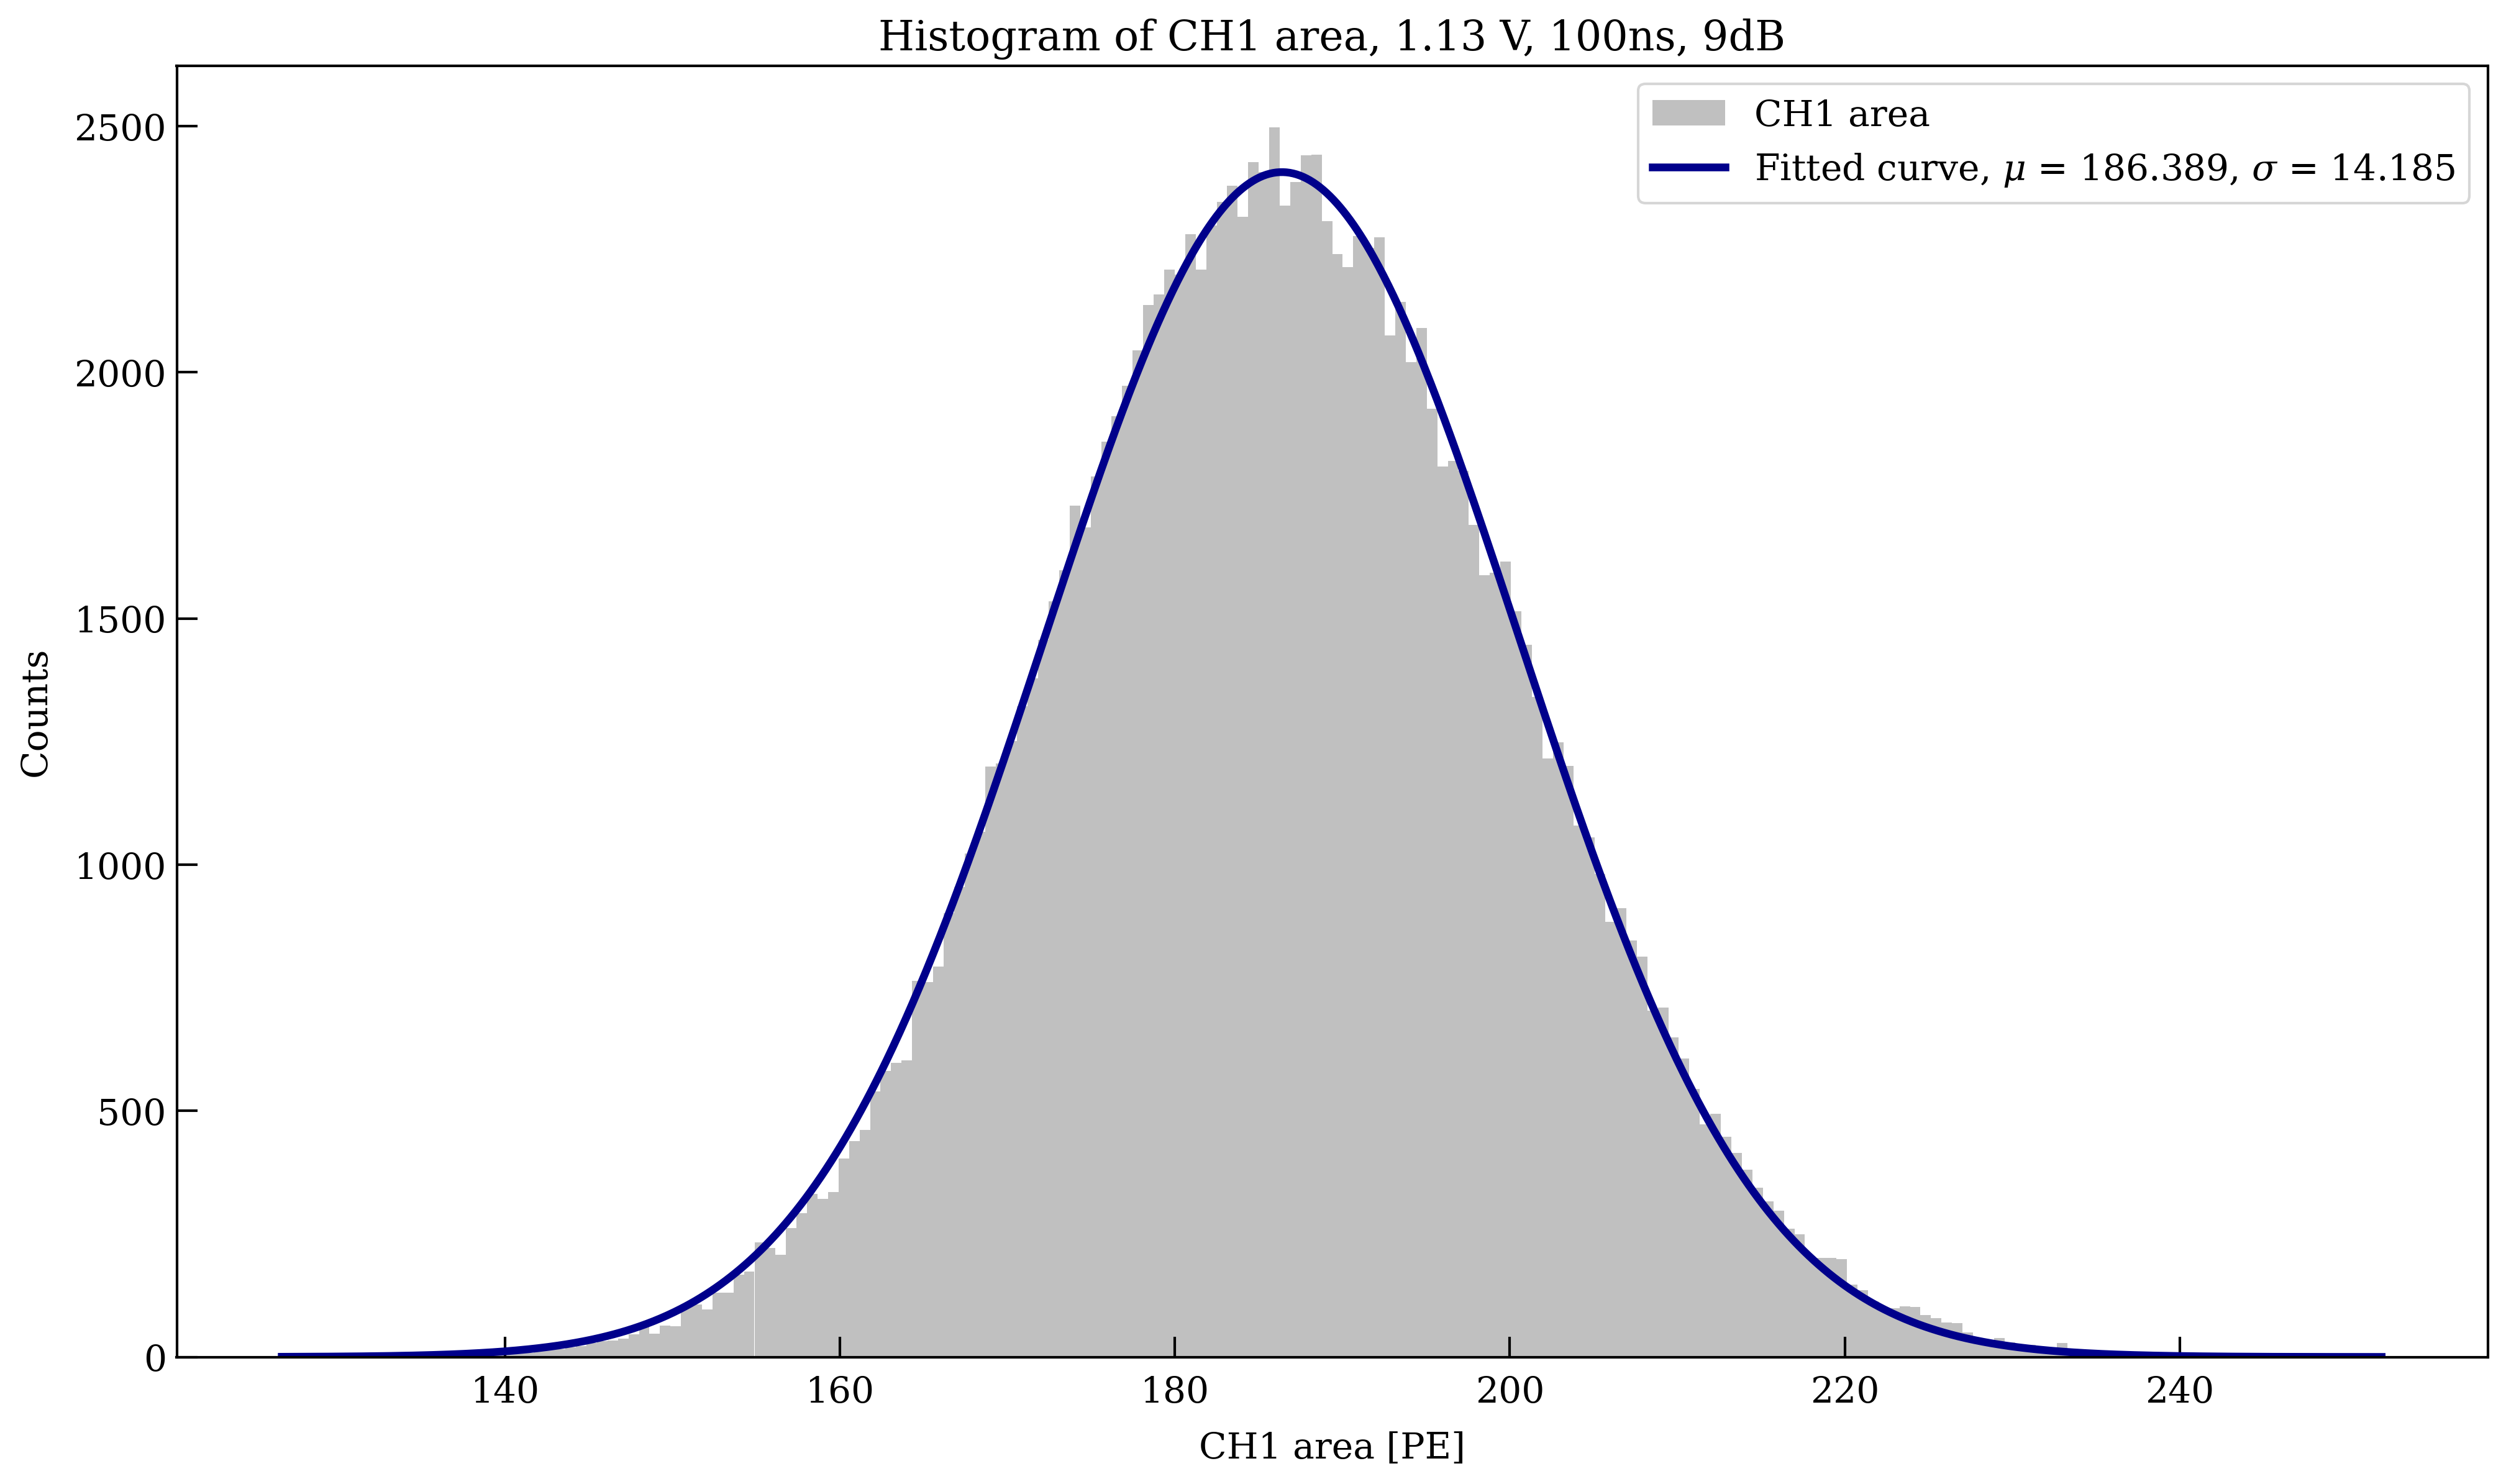 Histogram of CH1 area, 1.13 V, 100ns, 9dB
CH1 area
Fitted curve, μ = 186.389, σ = 14.185
2500
2000
1500
1000
500
0
Counts
140
160
180
200
220
240
CH1 area [PE]